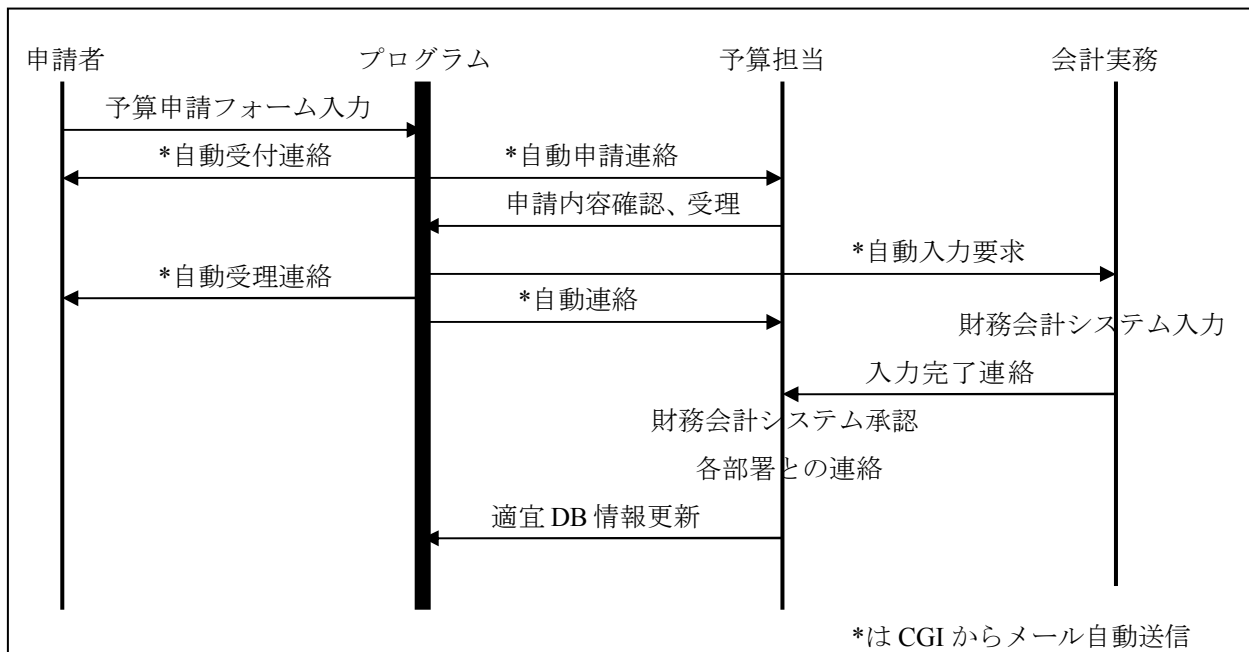 申請者 プログラム 予算担当 会計実務
予算申請フォーム入力
*自動受付連絡 *自動申請連絡
申請内容確認、受理
*自動入力要求
*自動受理連絡
*自動連絡
財務会計システム入力
入力完了連絡
財務会計システム承認
各部署との連絡
適宜 DB 情報更新
*は CGI からメール自動送信